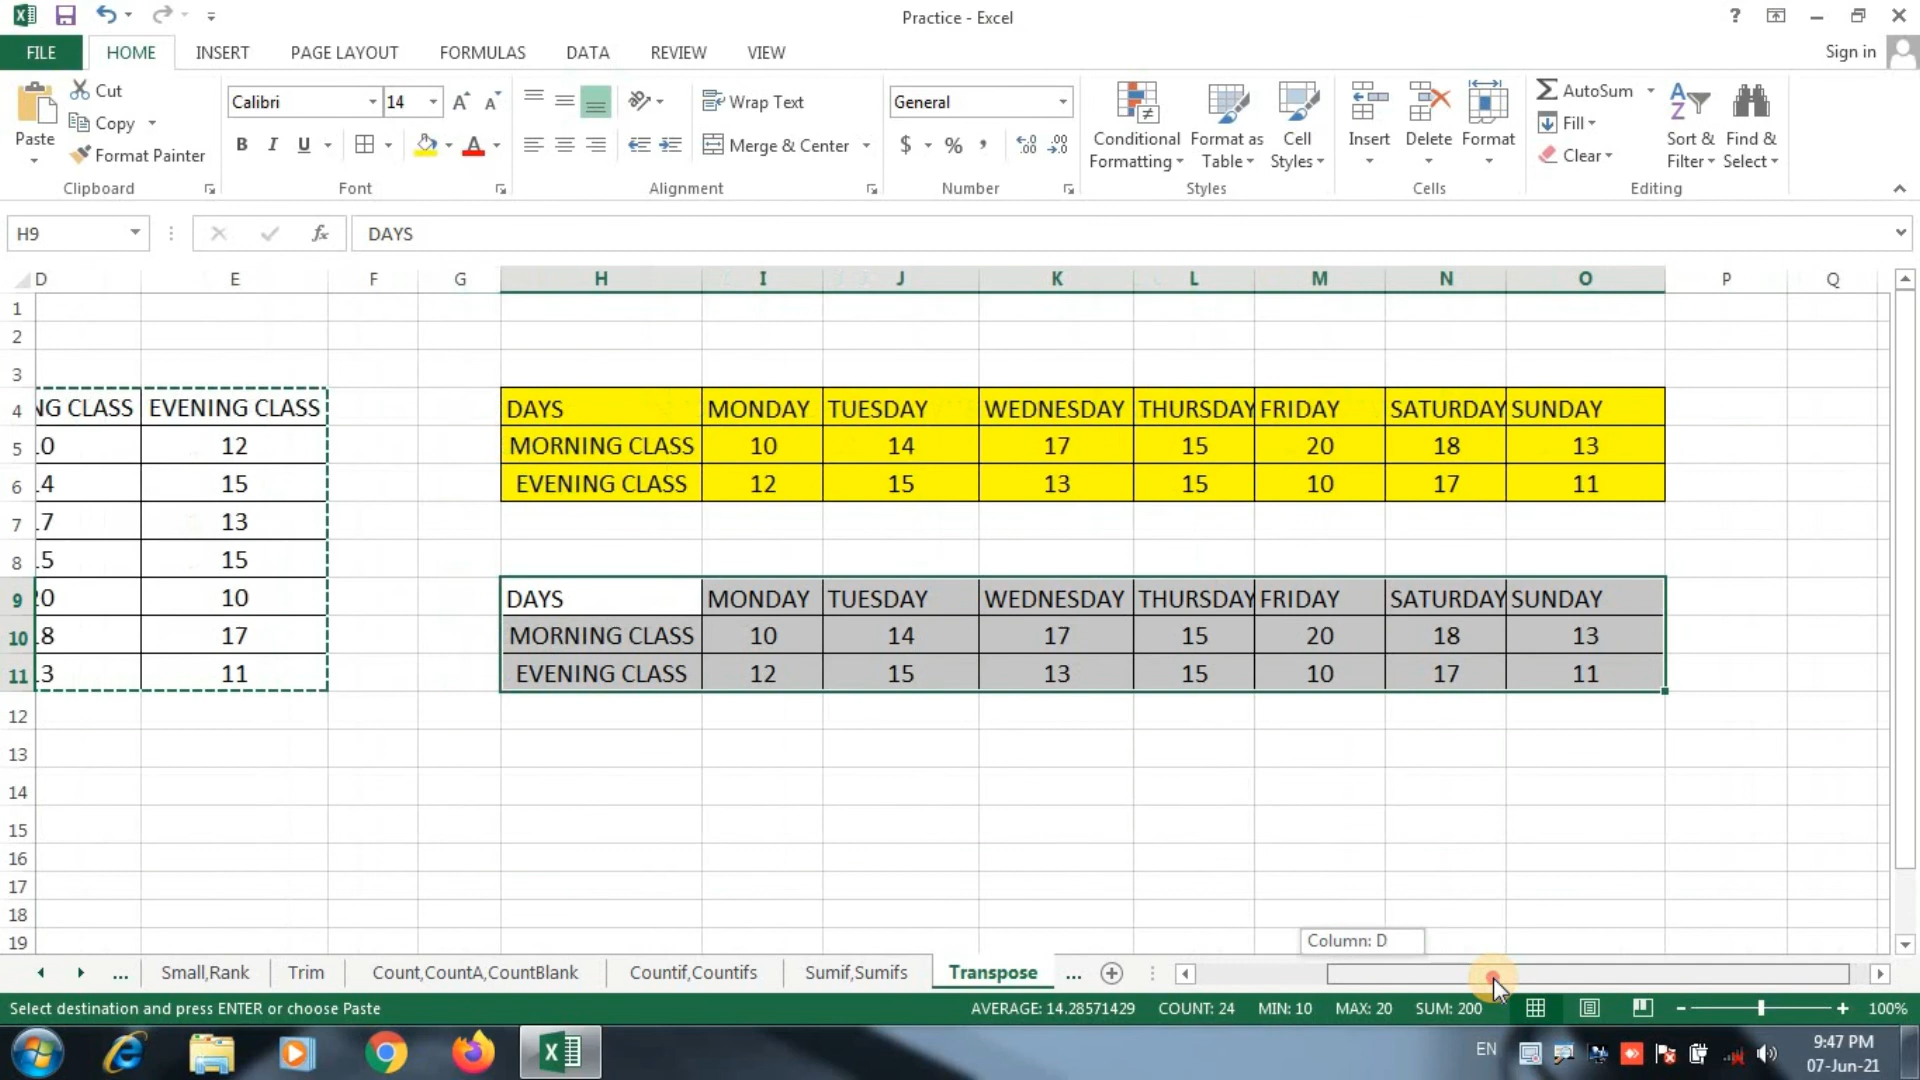 Practice - Excel
?
FILE HOME INSERT PAGE LAYOUT FORMULAS DATA REVIEW VIEW Sign in
Paste Cut Copy Format Painter
Clipboard
Calibri 14 A A
B I U A
Font
Wrap Text
Merge & Center
Alignment
General
$ % ,
Number
Conditional Formatting Format as Table Cell Styles
Styles
Insert Delete Format
Cells
AutoSum Fill Clear Sort & Filter Find & Select
Editing
H9 fx DAYS
D E F G H I J K L M N O P Q
1
2
3
4 NG CLASS EVENING CLASS DAYS MONDAY TUESDAY WEDNESDAY THURSDAY FRIDAY SATURDAY SUNDAY
5 0 12 MORNING CLASS 10 14 17 15 20 18 13
6 4 15 EVENING CLASS 12 15 13 15 10 17 11
7 7 13
8 5 15
9 0 10 DAYS MONDAY TUESDAY WEDNESDAY THURSDAY FRIDAY SATURDAY SUNDAY
10 8 17 MORNING CLASS 10 14 17 15 20 18 13
11 3 11 EVENING CLASS 12 15 13 15 10 17 11
12
13
14
15
16
17
18
19
Column: D
... Small,Rank Trim Count,CountA,CountBlank Countif,Countifs Sumif,Sumifs Transpose ...
Select destination and press ENTER or choose Paste AVERAGE: 14.28571429 COUNT: 24 MIN: 10 MAX: 20 SUM: 200 100%
EN 9:47 PM
07-Jun-21